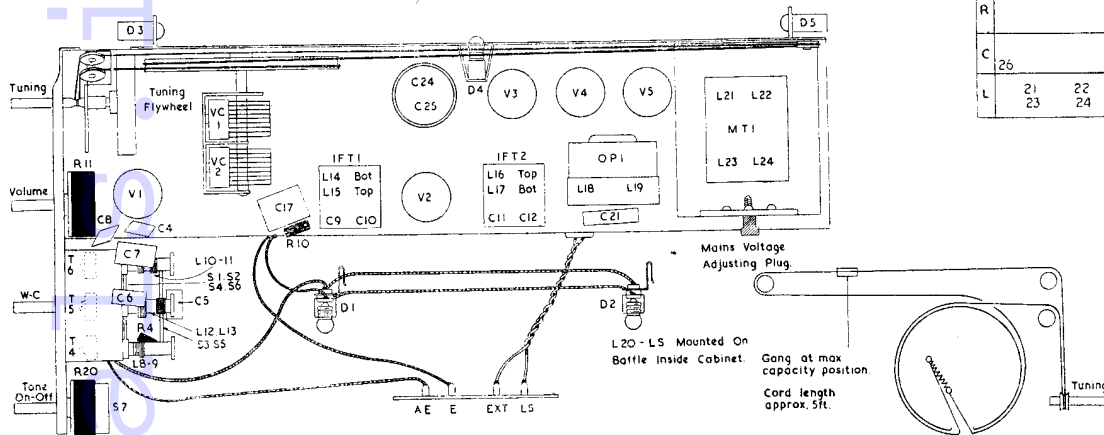 D3
D5
R
C 26
L 21 22
23 24
Tuning
Tuning
Flywheel
VC
1
VC
2
C24
C25
D4
V3
V4
V5
L21 L22
MT1
L23 L24
R11
Volume
V1
C8
C4
IFT1
L14 Bot
L15 Top
C9 C10
V2
IFT2
L16 Top
L17 Bot
C11 C12
OP1
L18 L19
C21
C17
R10
Mains Voltage
Adjusting Plug.
T
6
C7
L10-11
S1.S2
S4.S6
W-C
T
5
C6
C5
R4
L12.L13
S3 S5
T
4
L8-9
D1
D2
L20-LS Mounted On
Baffle Inside Cabinet.
Gang at max
capacity position.
Cord length
approx. 5ft.
Tuning
R20
Tone
On-Off
S7
AE E EXT LS